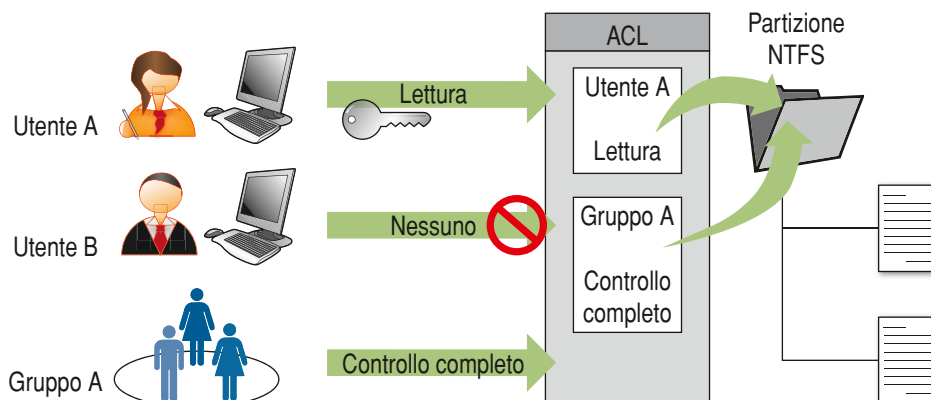 Utente A
Lettura
Utente B
Nessuno
Gruppo A
Controllo completo
ACL
Utente A
Lettura
Gruppo A
Controllo
completo
Partizione
NTFS